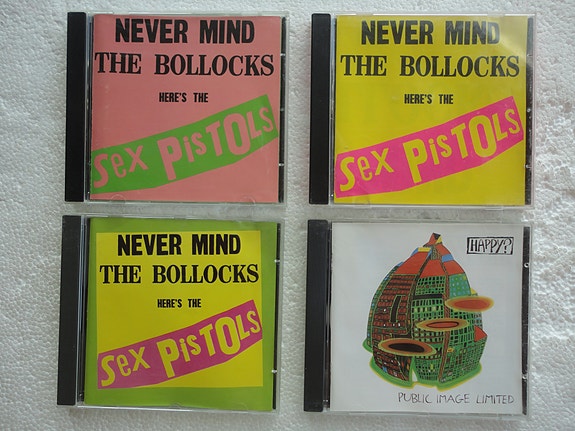 NEVER MIND
THE BOLLOCKS
HERE'S THE
Sex PiSTOLS
NEVER MIND
THE BOLLOCKS
HERE'S THE
Sex PiSTOLS
NEVER MIND
THE BOLLOCKS
HERE'S THE
Sex PiSTOLS
HAPPY?
PUBLIC IMAGE LIMITED